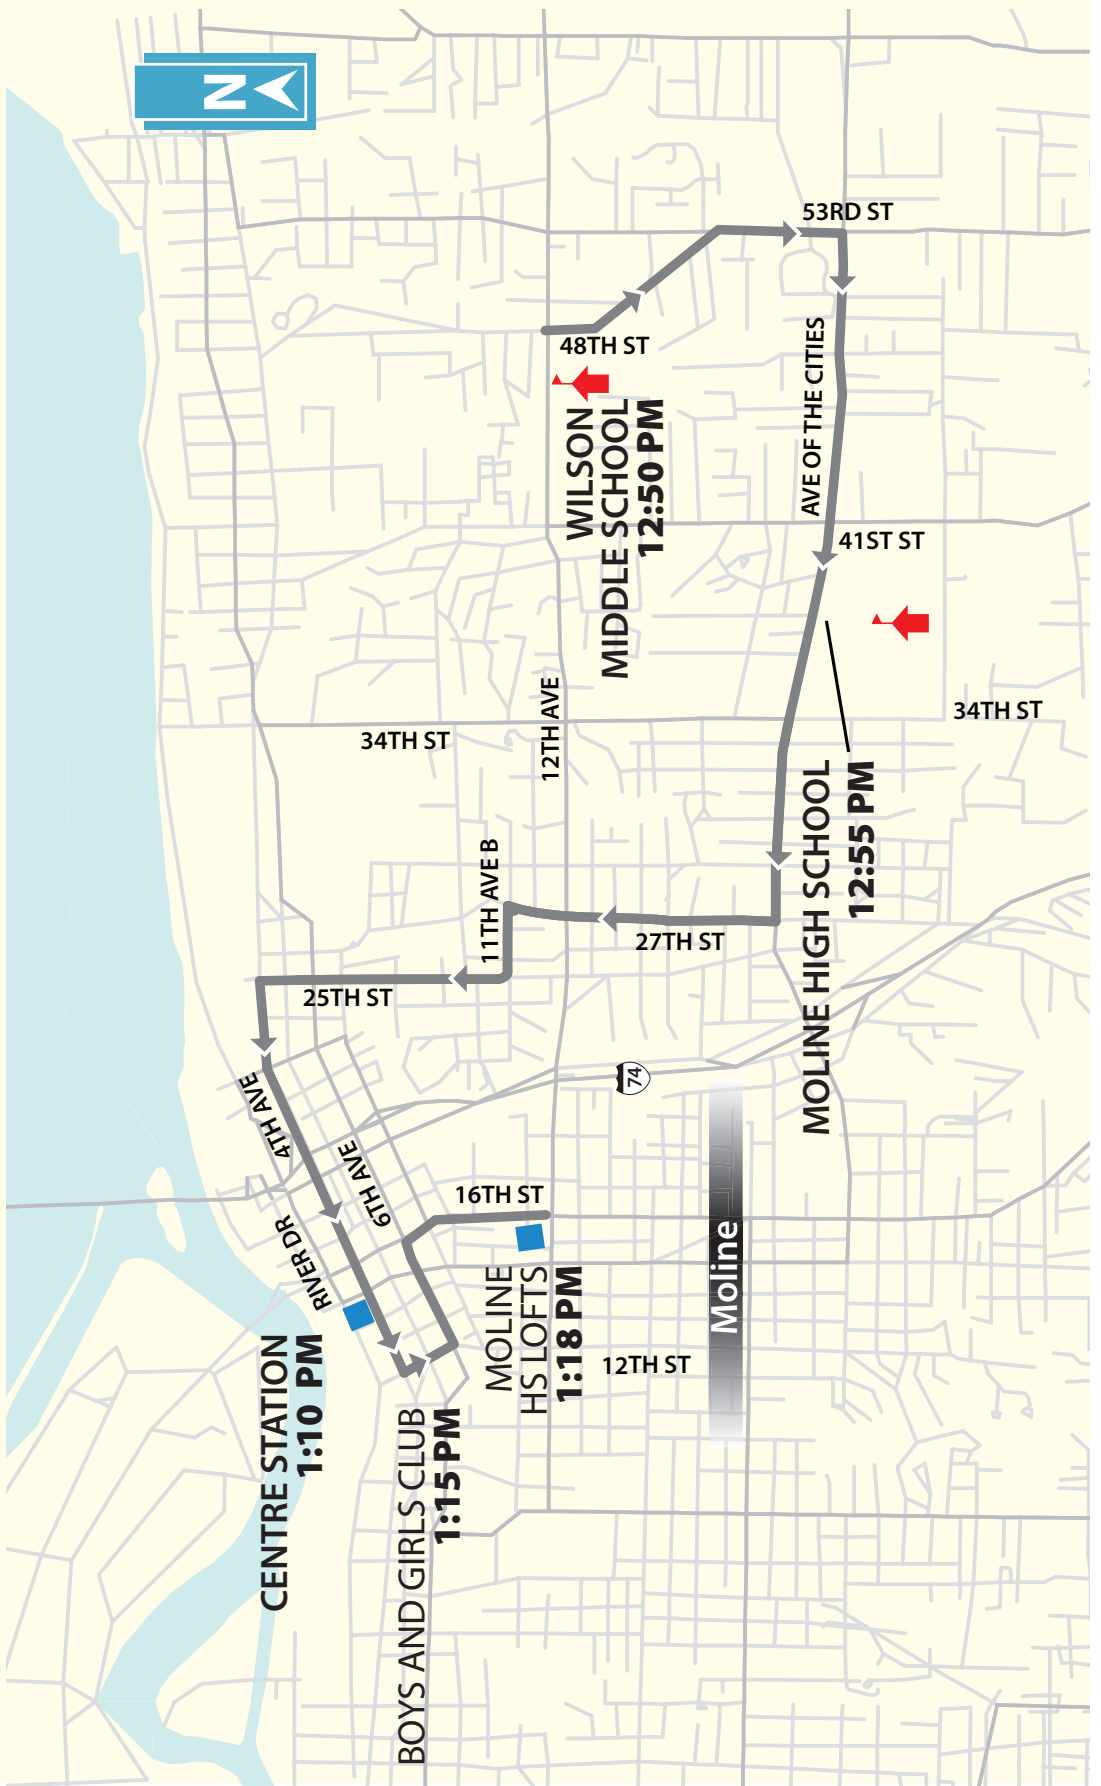 N
53RD ST
48TH ST
AVE OF THE CITIES
WILSON
MIDDLE SCHOOL
12:50 PM
41ST ST
34TH ST
34TH ST
12TH AVE
MOLINE HIGH SCHOOL
12:55 PM
11TH AVE B
27TH ST
25TH ST
4TH AVE
74
6TH AVE
16TH ST
RIVER DR
Moline
MOLINE
HS LOFTS
1:18 PM
12TH ST
CENTRE STATION
1:10 PM
BOYS AND GIRLS CLUB
1:15 PM